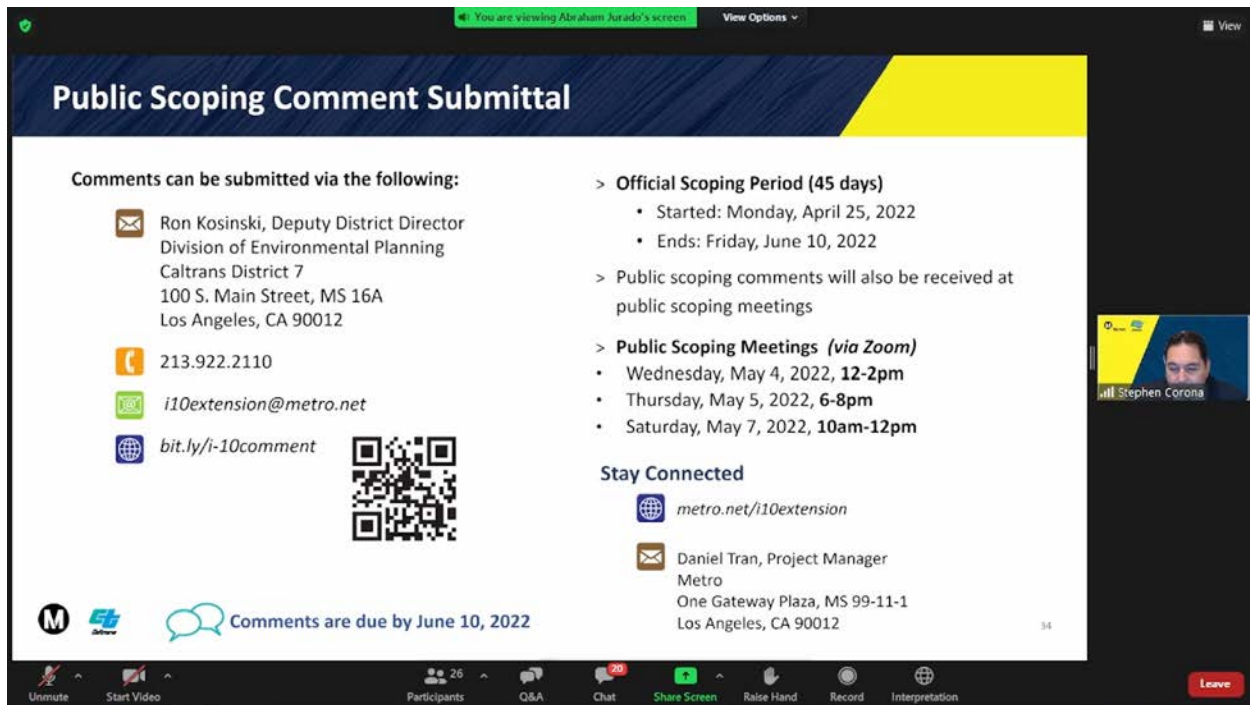 You are viewing Abraham Jurado's screen
View Options
View
Public Scoping Comment Submittal
Comments can be submitted via the following:
Ron Kosinski, Deputy District Director
Division of Environmental Planning
Caltrans District 7
100 S. Main Street, MS 16A
Los Angeles, CA 90012
213.922.2110
i10extension@metro.net
bit.ly/i-10comment
> Official Scoping Period (45 days)
• Started: Monday, April 25, 2022
• Ends: Friday, June 10, 2022
> Public scoping comments will also be received at
public scoping meetings
> Public Scoping Meetings (via Zoom)
• Wednesday, May 4, 2022, 12-2pm
• Thursday, May 5, 2022, 6-8pm
• Saturday, May 7, 2022, 10am-12pm
Stay Connected
metro.net/i10extension
Daniel Tran, Project Manager
Metro
One Gateway Plaza, MS 99-11-1
Los Angeles, CA 90012
M
Comments are due by June 10, 2022
34
Stephen Corona
Unmute
Start Video
26
Participants
Q&A
20
Chat
Share Screen
Raise Hand
Record
Interpretation
Leave